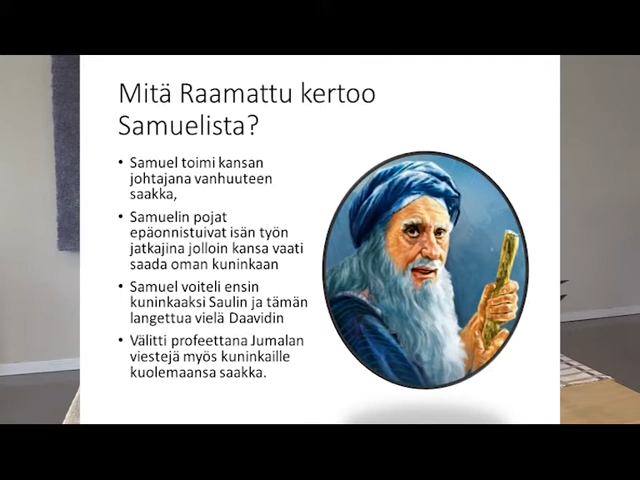 Mitä Raamattu kertoo
Samuelista?
• Samuel toimi kansan
johtajana vanhuuteen
saakka,
• Samuelin pojat
epäonnistuivat isän työn
jatkajina jolloin kansa vaati
saada oman kuninkaan
• Samuel voiteli ensin
kuninkaaksi Saulin ja tämän
langettua vielä Daavidin
• Välitti profeettana Jumalan
viestejä myös kuninkaille
kuolemaansa saakka.